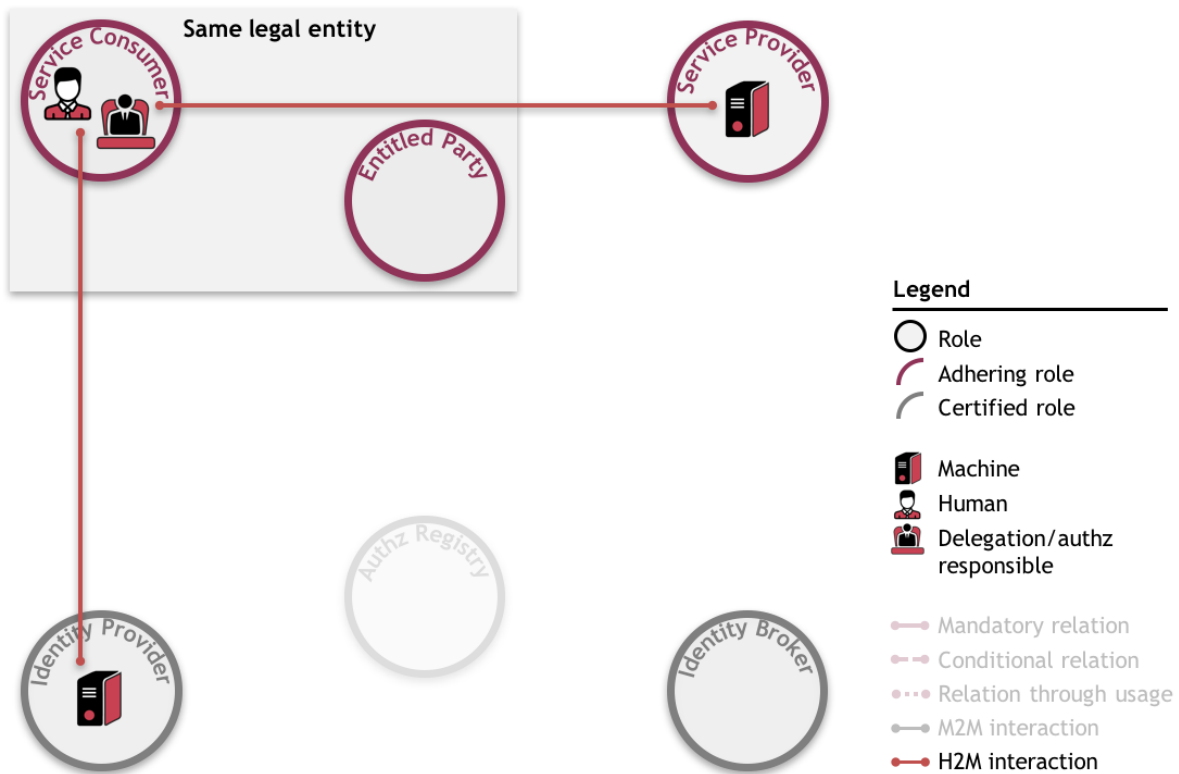 Same legal entity
Service Consumer
Service Provider
Entitled Party
Legend
Role
Adhering role
Certified role
Machine
Human
Delegation/authz
responsible
Authz Registry
Identity Provider
Identity Broker
Mandatory relation
Conditional relation
Relation through usage
M2M interaction
H2M interaction